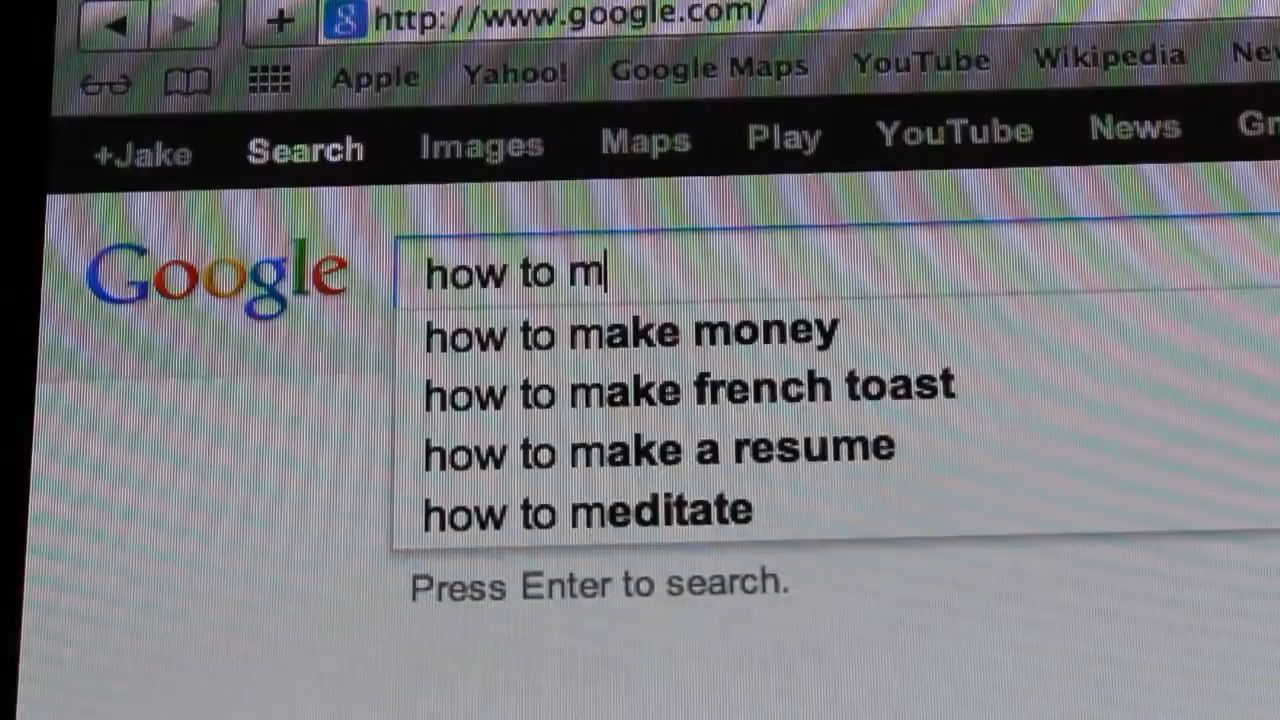 http://www.google.com/
Apple Yahoo! Google Maps YouTube Wikipedia
+Jake Search Images Maps Play YouTube News
Google
how to m
how to make money
how to make french toast
how to make a resume
how to meditate
Press Enter to search.